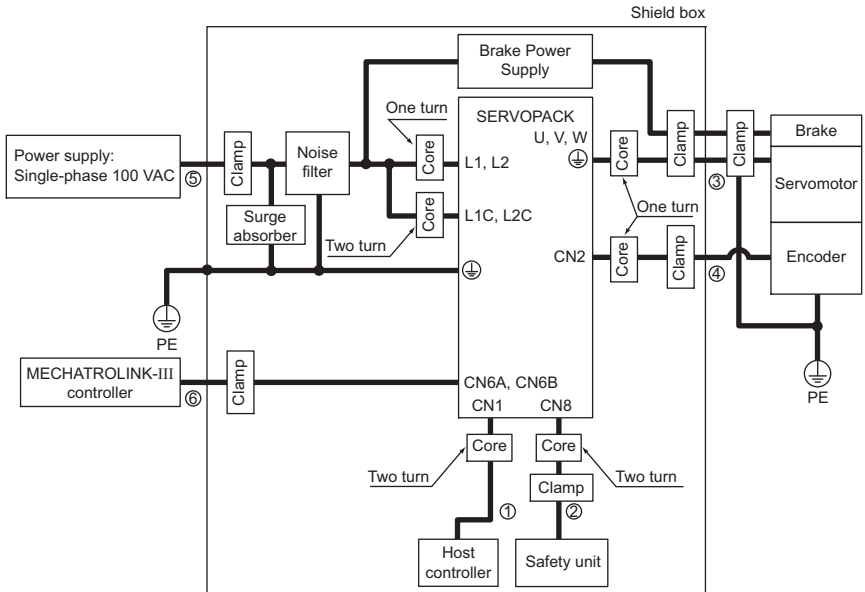 Shield box
Brake Power
Supply
One turn
SERVOPACK
U, V, W
Clamp
Clamp
Brake
Power supply:
Single-phase 100 VAC
⑤
Clamp
Noise
filter
Core
L1, L2
Core
③
Servomotor
Surge
absorber
Core
L1C, L2C
Two turn
One turn
CN2
Core
Clamp
④
Encoder
PE
MECHATROLINK-III
controller
⑥
Clamp
CN6A, CN6B
PE
CN1
CN8
Core
Core
Two turn
Two turn
Clamp
①
②
Host
controller
Safety unit